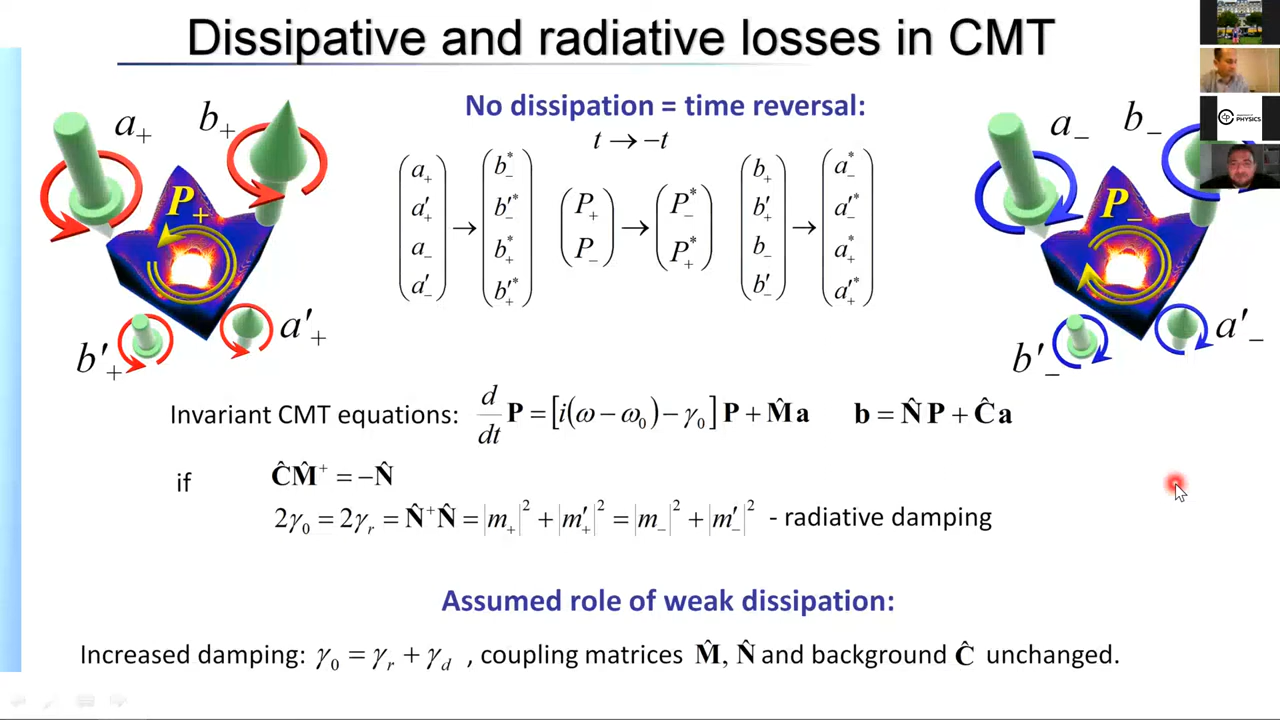 Dissipative and radiative losses in CMT
No dissipation = time reversal:
t → −t
a₊ b₊ P₊ b′₊ a′₊
(a₊ a′₊ a₋ a′₋) → (b₋* b′₋* b₊* b′₊*) (P₊ P₋) → (P₋* P₊*) (b₊ b′₊ b₋ b′₋) → (a₋* a′₋* a₊* a′₊*)
a₋ b₋ P₋ b′₋ a′₋
Invariant CMT equations: d/dt P = [i(ω − ω₀) − γ₀] P + M̂ a b = N̂ P + Ĉ a
if ĈM̂⁺ = −N̂
2γ₀ = 2γᵣ = N̂⁺N̂ = |m₊|² + |m′₊|² = |m₋|² + |m′₋|² - radiative damping
Assumed role of weak dissipation:
Increased damping: γ₀ = γᵣ + γ_d , coupling matrices M̂, N̂ and background Ĉ unchanged.
PHYSICS